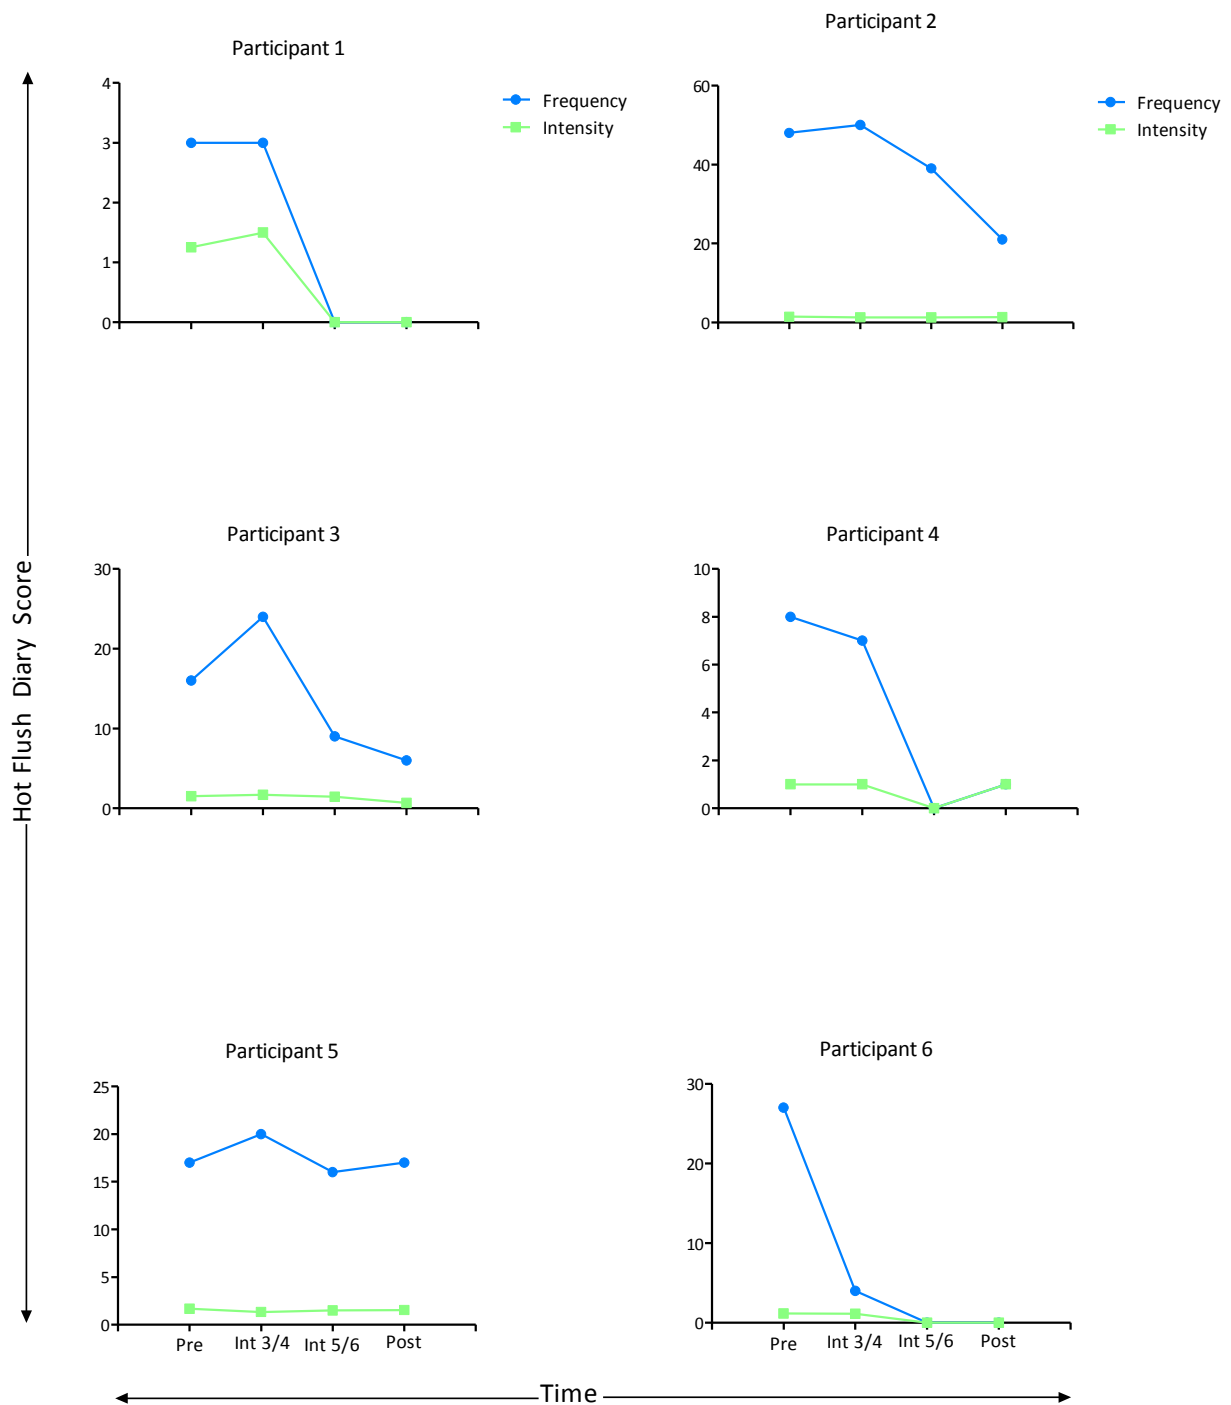 Participant 1
4
3
2
1
0
Frequency
Intensity
Participant 2
60
40
20
0
Frequency
Intensity
Hot Flush Diary Score
Participant 3
30
20
10
0
Participant 4
10
8
6
4
2
0
Participant 5
25
20
15
10
5
0
Pre Int 3/4 Int 5/6 Post
Participant 6
30
20
10
0
Pre Int 3/4 Int 5/6 Post
Time